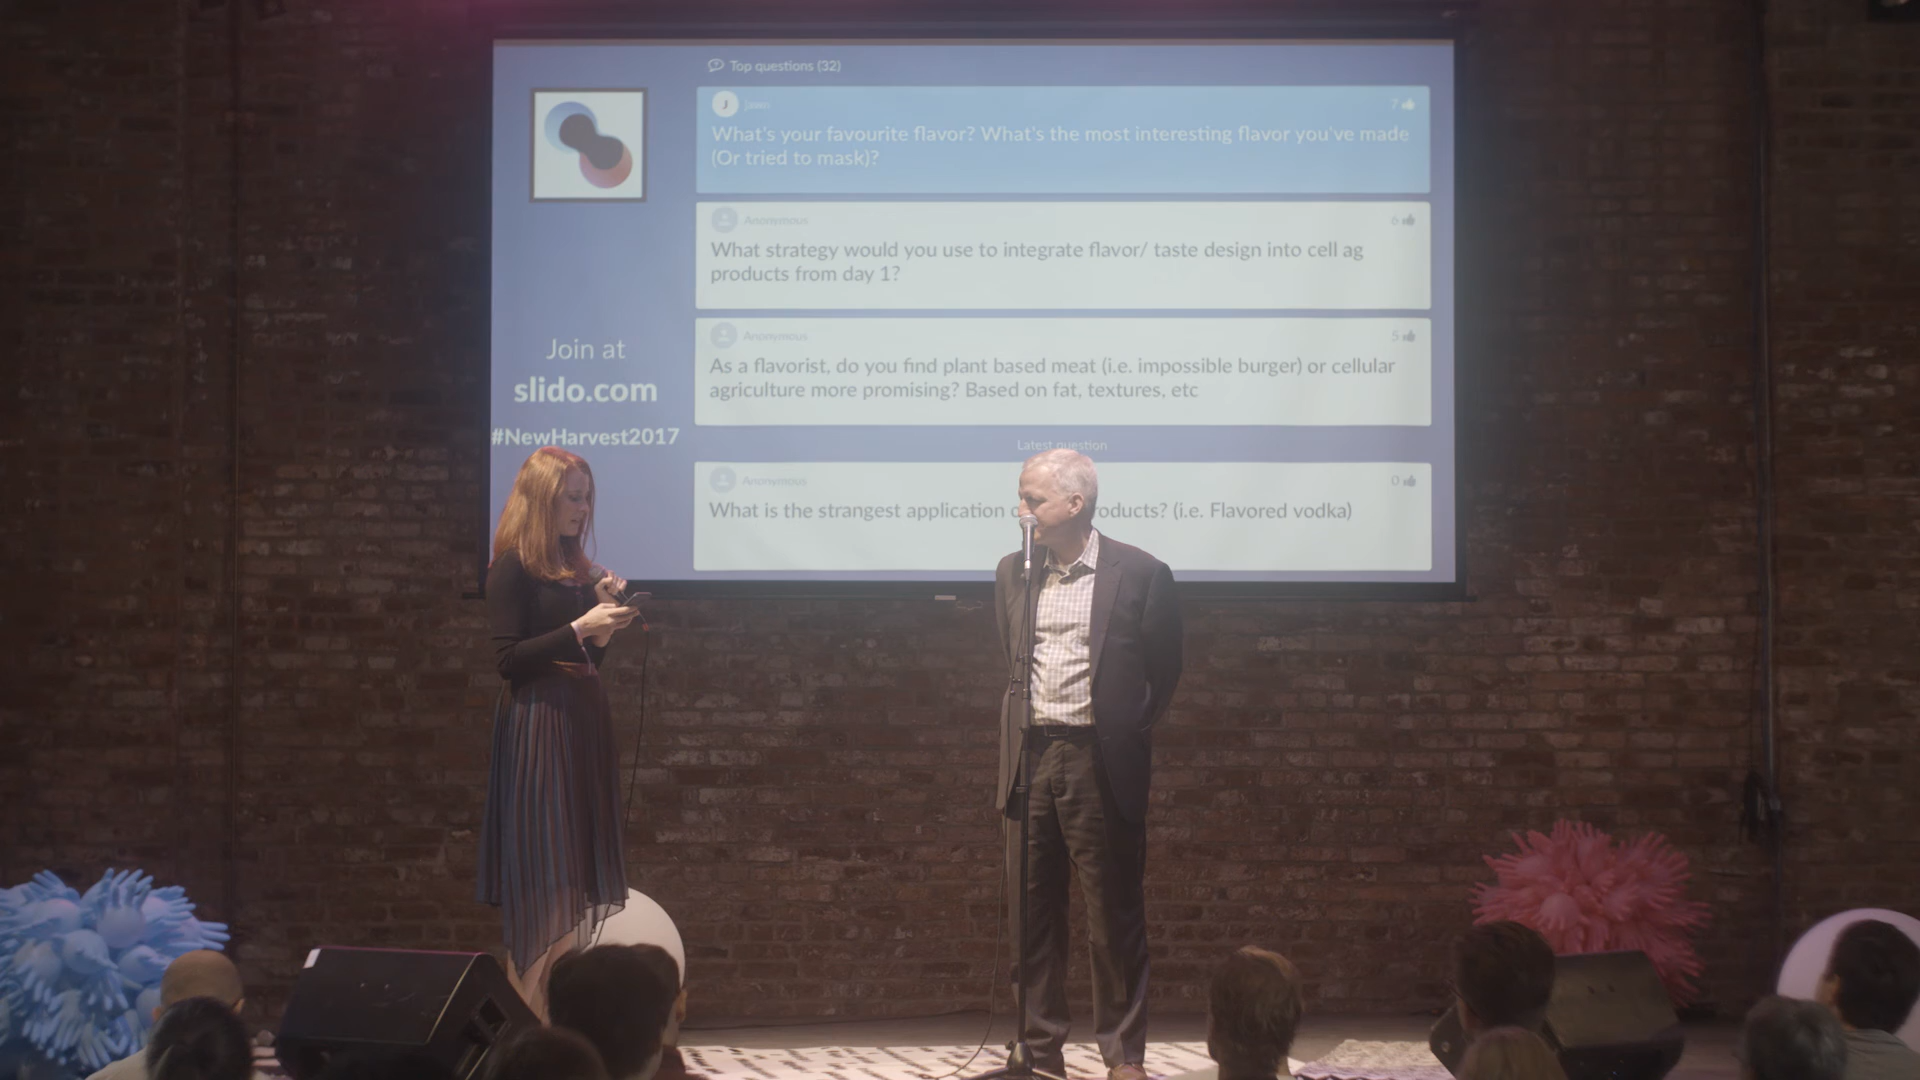 Top questions (32)
J
7
What's your favourite flavor? What's the most interesting flavor you've made
(Or tried to mask)?
Anonymous
6
What strategy would you use to integrate flavor/ taste design into cell ag
products from day 1?
Anonymous
5
As a flavorist, do you find plant based meat (i.e. impossible burger) or cellular
agriculture more promising? Based on fat, textures, etc
Latest question
Anonymous
0
What is the strangest application oducts? (i.e. Flavored vodka)
Join at
slido.com
#NewHarvest2017